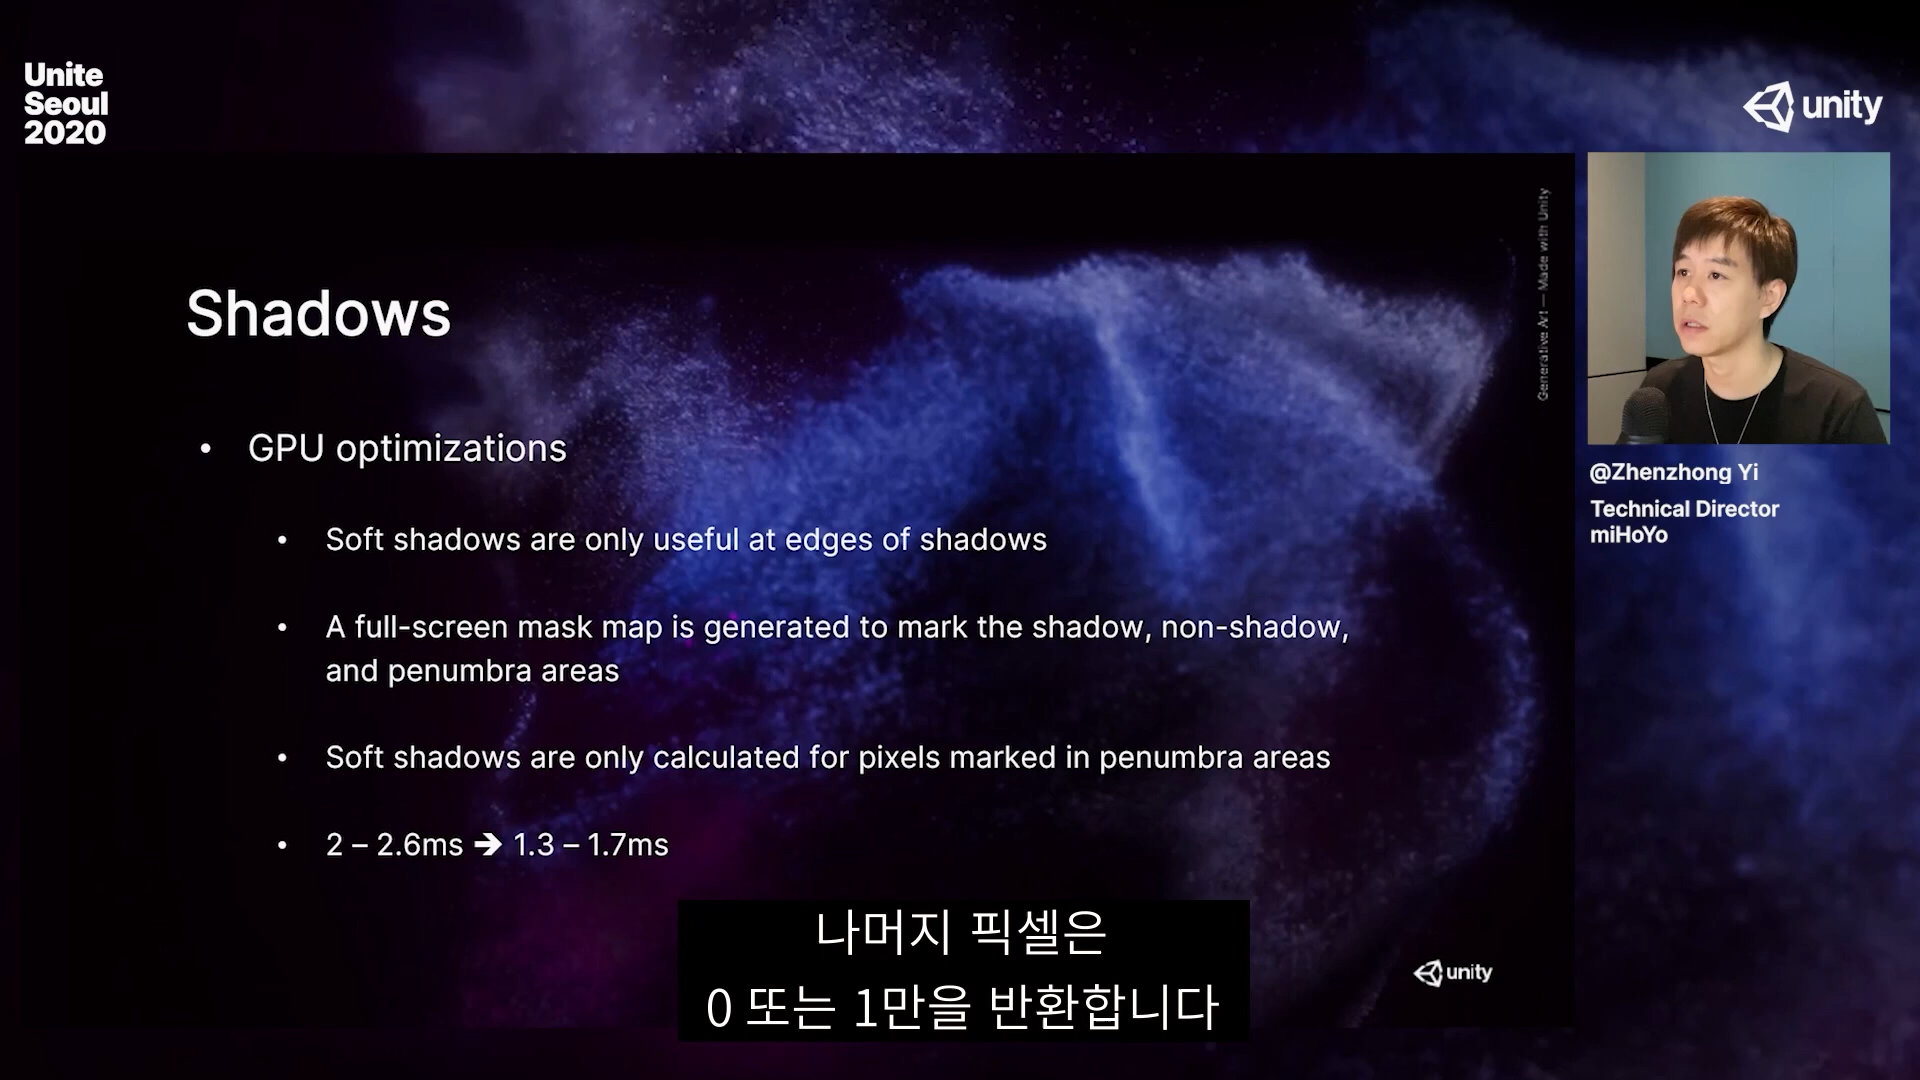 Unite
Seoul
2020
unity
Generative Art — Made with Unity
Shadows
• GPU optimizations
• Soft shadows are only useful at edges of shadows
• A full-screen mask map is generated to mark the shadow, non-shadow,
and penumbra areas
• Soft shadows are only calculated for pixels marked in penumbra areas
• 2 – 2.6ms ➔ 1.3 – 1.7ms
unity
@Zhenzhong Yi
Technical Director
miHoYo
나머지 픽셀은
0 또는 1만을 반환합니다